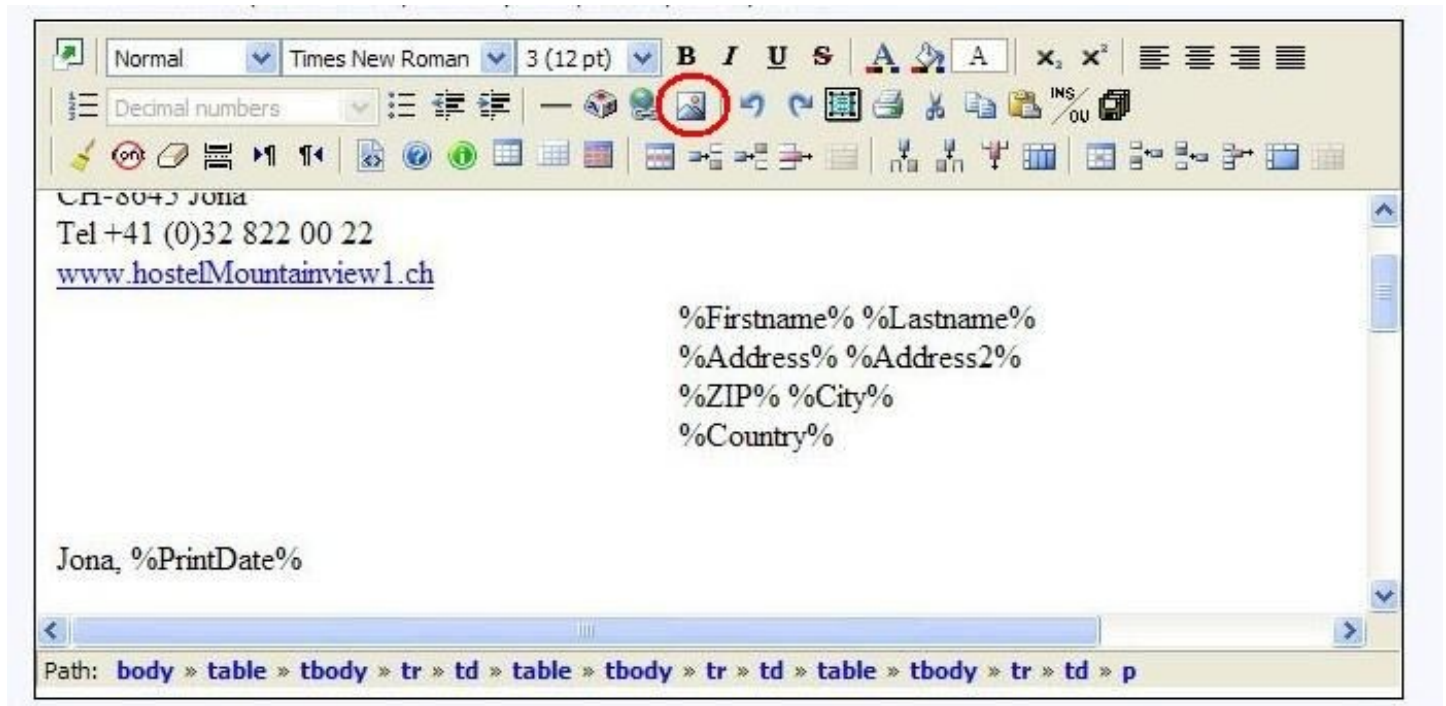 Normal Times New Roman 3 (12 pt) B I U S A A x₂ x²
Decimal numbers INS/OU
CH-8645 Jona
Tel +41 (0)32 822 00 22
www.hostelMountainview1.ch
%Firstname% %Lastname%
%Address% %Address2%
%ZIP% %City%
%Country%
Jona, %PrintDate%
Path: body » table » tbody » tr » td » table » tbody » tr » td » table » tbody » tr » td » p